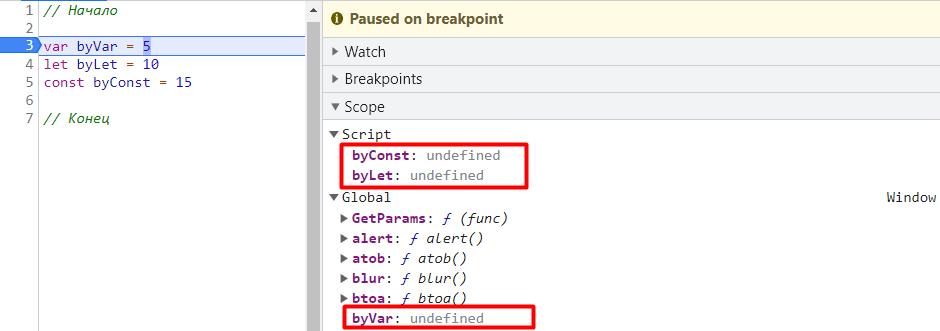 1 // Начало
2
3 var byVar = 5
4 let byLet = 10
5 const byConst = 15
6
7 // Конец
Paused on breakpoint
Watch
Breakpoints
Scope
Script
byConst: undefined
byLet: undefined
Global Window
GetParams: ƒ (func)
alert: ƒ alert()
atob: ƒ atob()
blur: ƒ blur()
btoa: ƒ btoa()
byVar: undefined